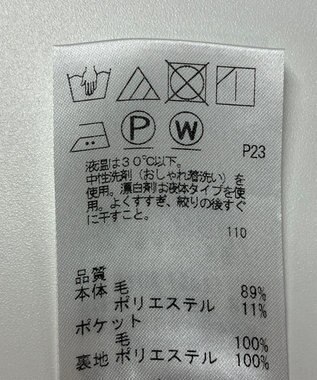 P W
P23
液温は30℃以下。
中性洗剤(おしゃれ着洗い)を
使用。漂白剤は液体タイプを使
用。よくすすぎ、絞りの後すぐ
に干すこと。
110
品質
本体 毛 89%
ポリエステル 11%
ポケット
毛 100%
裏地 ポリエステル 100%